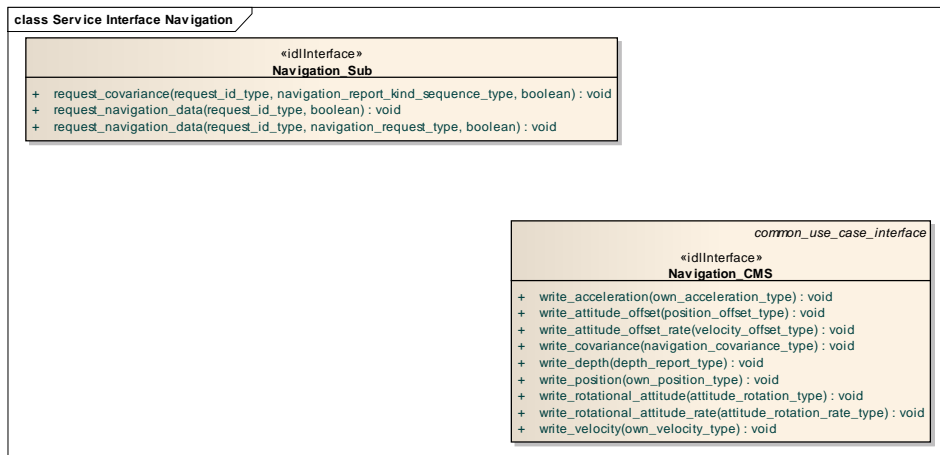 class Service Interface Navigation
«idlInterface»
Navigation_Sub
+ request_covariance(request_id_type, navigation_report_kind_sequence_type, boolean) : void
+ request_navigation_data(request_id_type, boolean) : void
+ request_navigation_data(request_id_type, navigation_request_type, boolean) : void
common_use_case_interface
«idlInterface»
Navigation_CMS
+ write_acceleration(own_acceleration_type) : void
+ write_attitude_offset(position_offset_type) : void
+ write_attitude_offset_rate(velocity_offset_type) : void
+ write_covariance(navigation_covariance_type) : void
+ write_depth(depth_report_type) : void
+ write_position(own_position_type) : void
+ write_rotational_attitude(attitude_rotation_type) : void
+ write_rotational_attitude_rate(attitude_rotation_rate_type) : void
+ write_velocity(own_velocity_type) : void